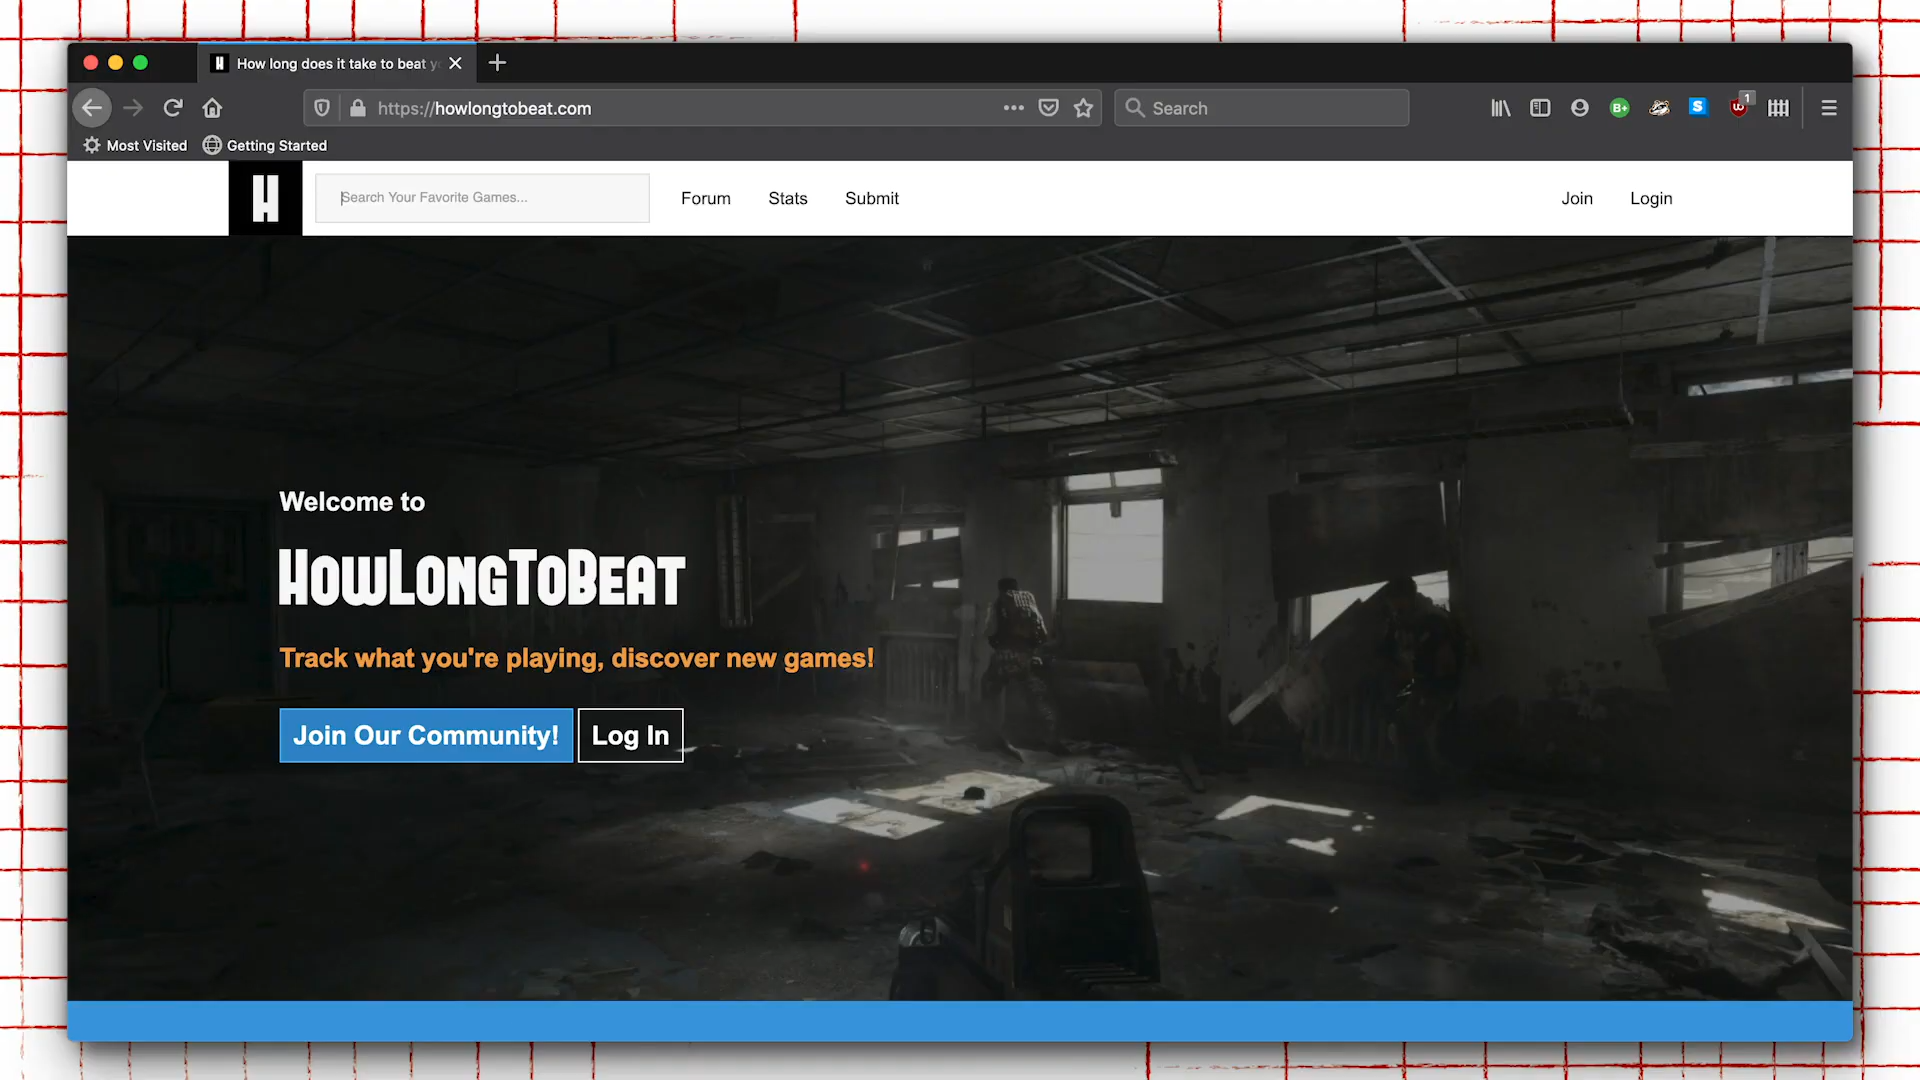 How long does it take to beat y
https://howlongtobeat.com
Search
1
B+
S
Most Visited
Getting Started
H
Search Your Favorite Games...
Forum
Stats
Submit
Join
Login
Welcome to
HowLongToBeat
Track what you're playing, discover new games!
Join Our Community!
Log In